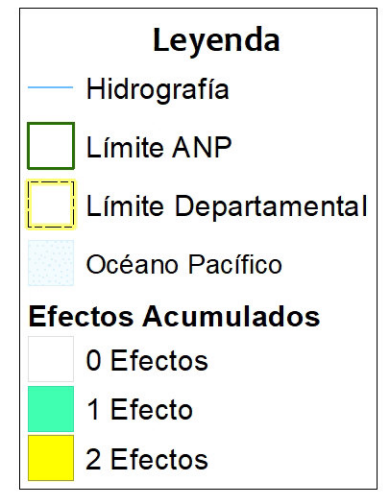 Leyenda
Hidrografía
Límite ANP
Límite Departamental
Océano Pacífico
Efectos Acumulados
0 Efectos
1 Efecto
2 Efectos